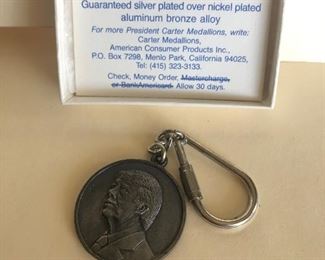 Guaranteed silver plated over nickel plated
aluminum bronze alloy
For more President Carter Medallions, write:
Carter Medallions,
American Consumer Products Inc.,
P.O. Box 7298, Menlo Park, California 94025,
Tel: (415) 323-3133.
Check, Money Order, Mastercharge,
or BankAmericard. Allow 30 days.